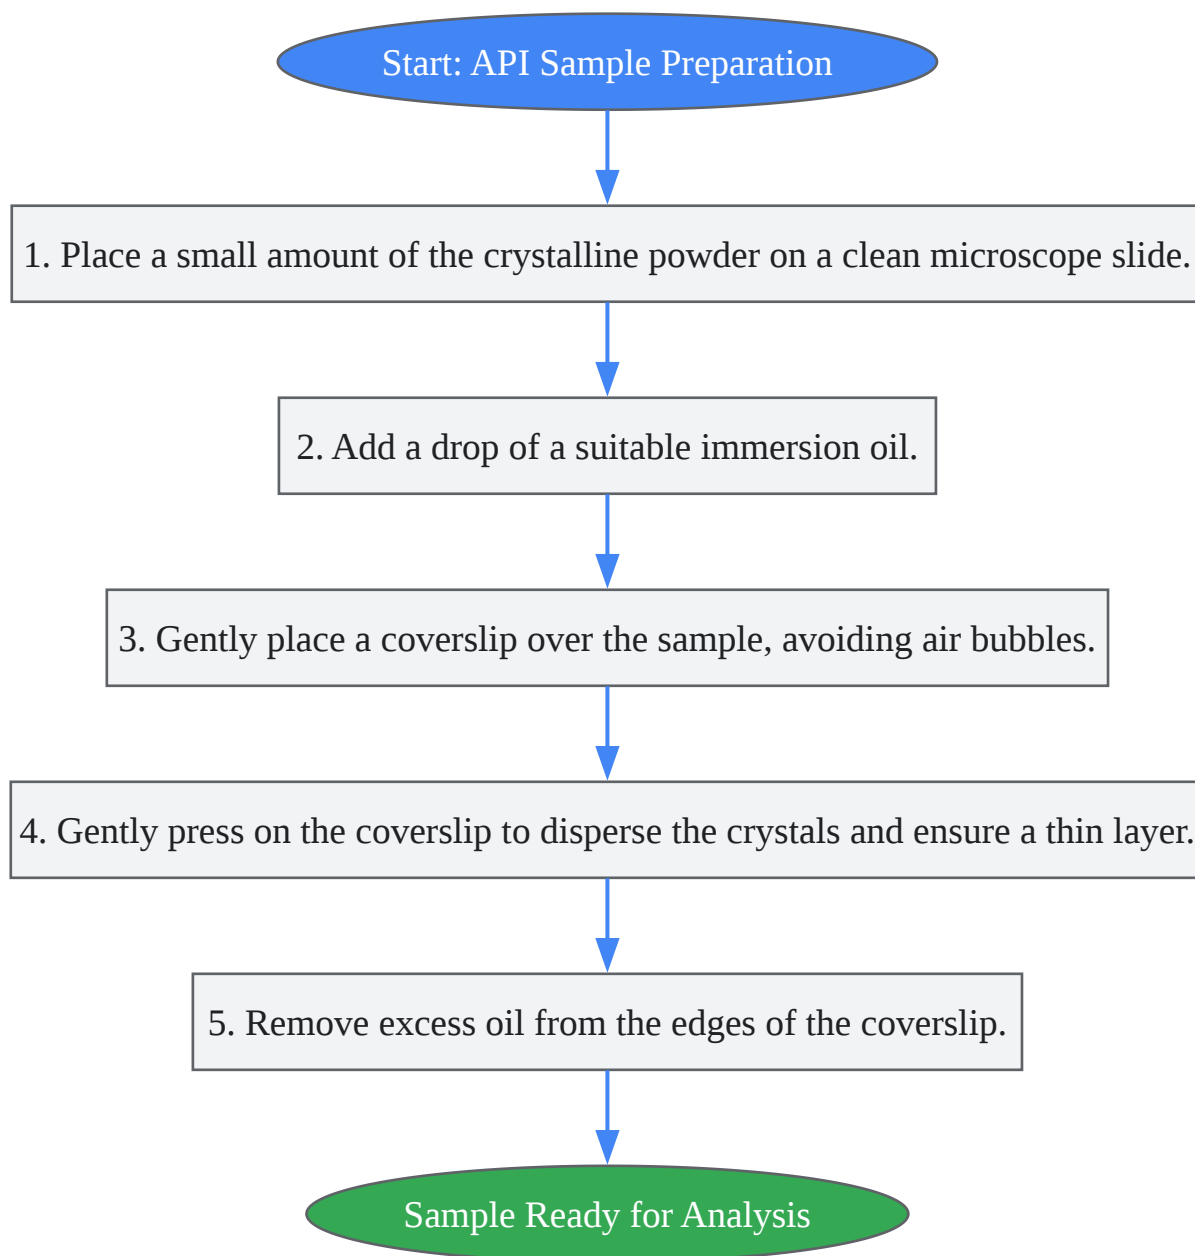 Start: API Sample Preparation
1. Place a small amount of the crystalline powder on a clean microscope slide.
2. Add a drop of a suitable immersion oil.
3. Gently place a coverslip over the sample, avoiding air bubbles.
4. Gently press on the coverslip to disperse the crystals and ensure a thin layer.
5. Remove excess oil from the edges of the coverslip.
Sample Ready for Analysis